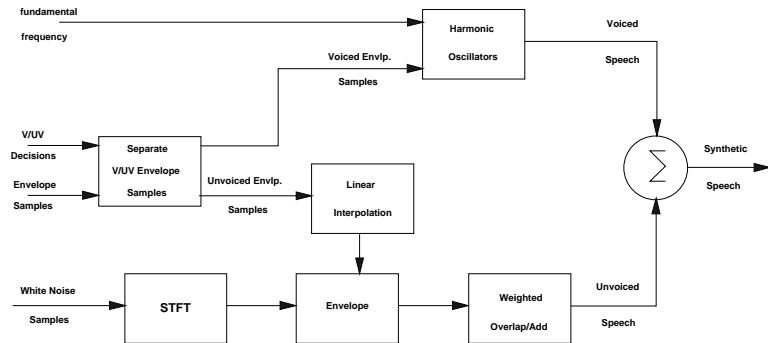 fundamental
frequency
Harmonic
Oscillators
Voiced
Speech
Voiced Envlp.
Samples
V/UV
Decisions
Envelope
Samples
Separate
V/UV Envelope
Samples
Unvoiced Envlp.
Samples
Linear
Interpolation
Σ
Synthetic
Speech
White Noise
Samples
STFT
Envelope
Weighted
Overlap/Add
Unvoiced
Speech